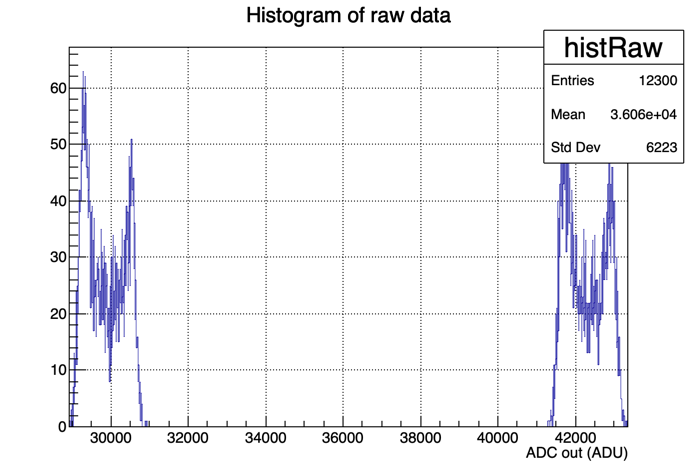 Histogram of raw data
histRaw
Entries 12300
Mean 3.606e+04
Std Dev 6223
60
50
40
30
20
10
0
30000 32000 34000 36000 38000 40000 42000
ADC out (ADU)